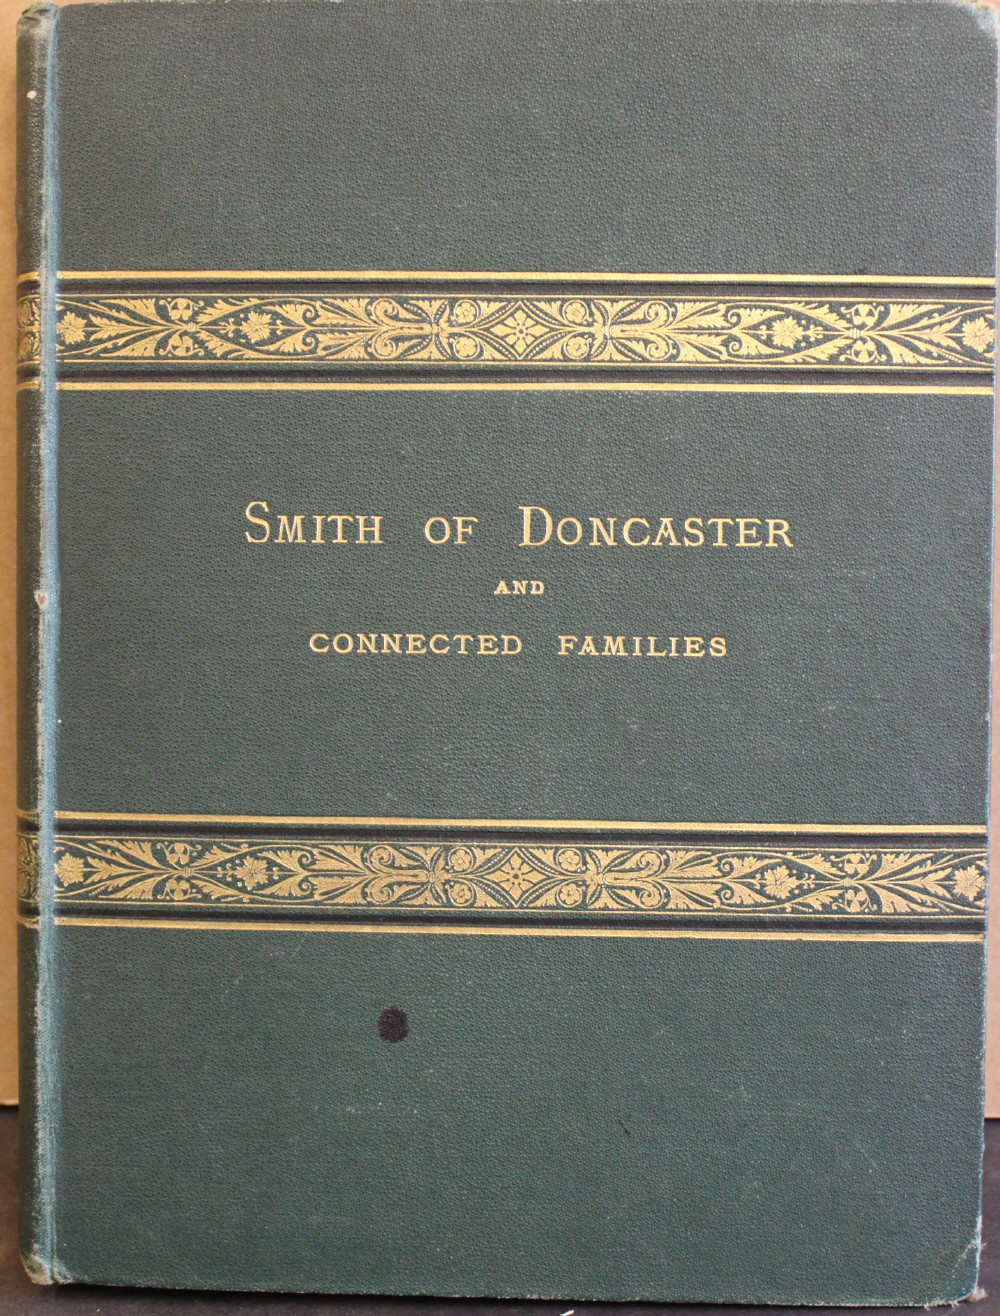 SMITH OF DONCASTER
AND
CONNECTED FAMILIES